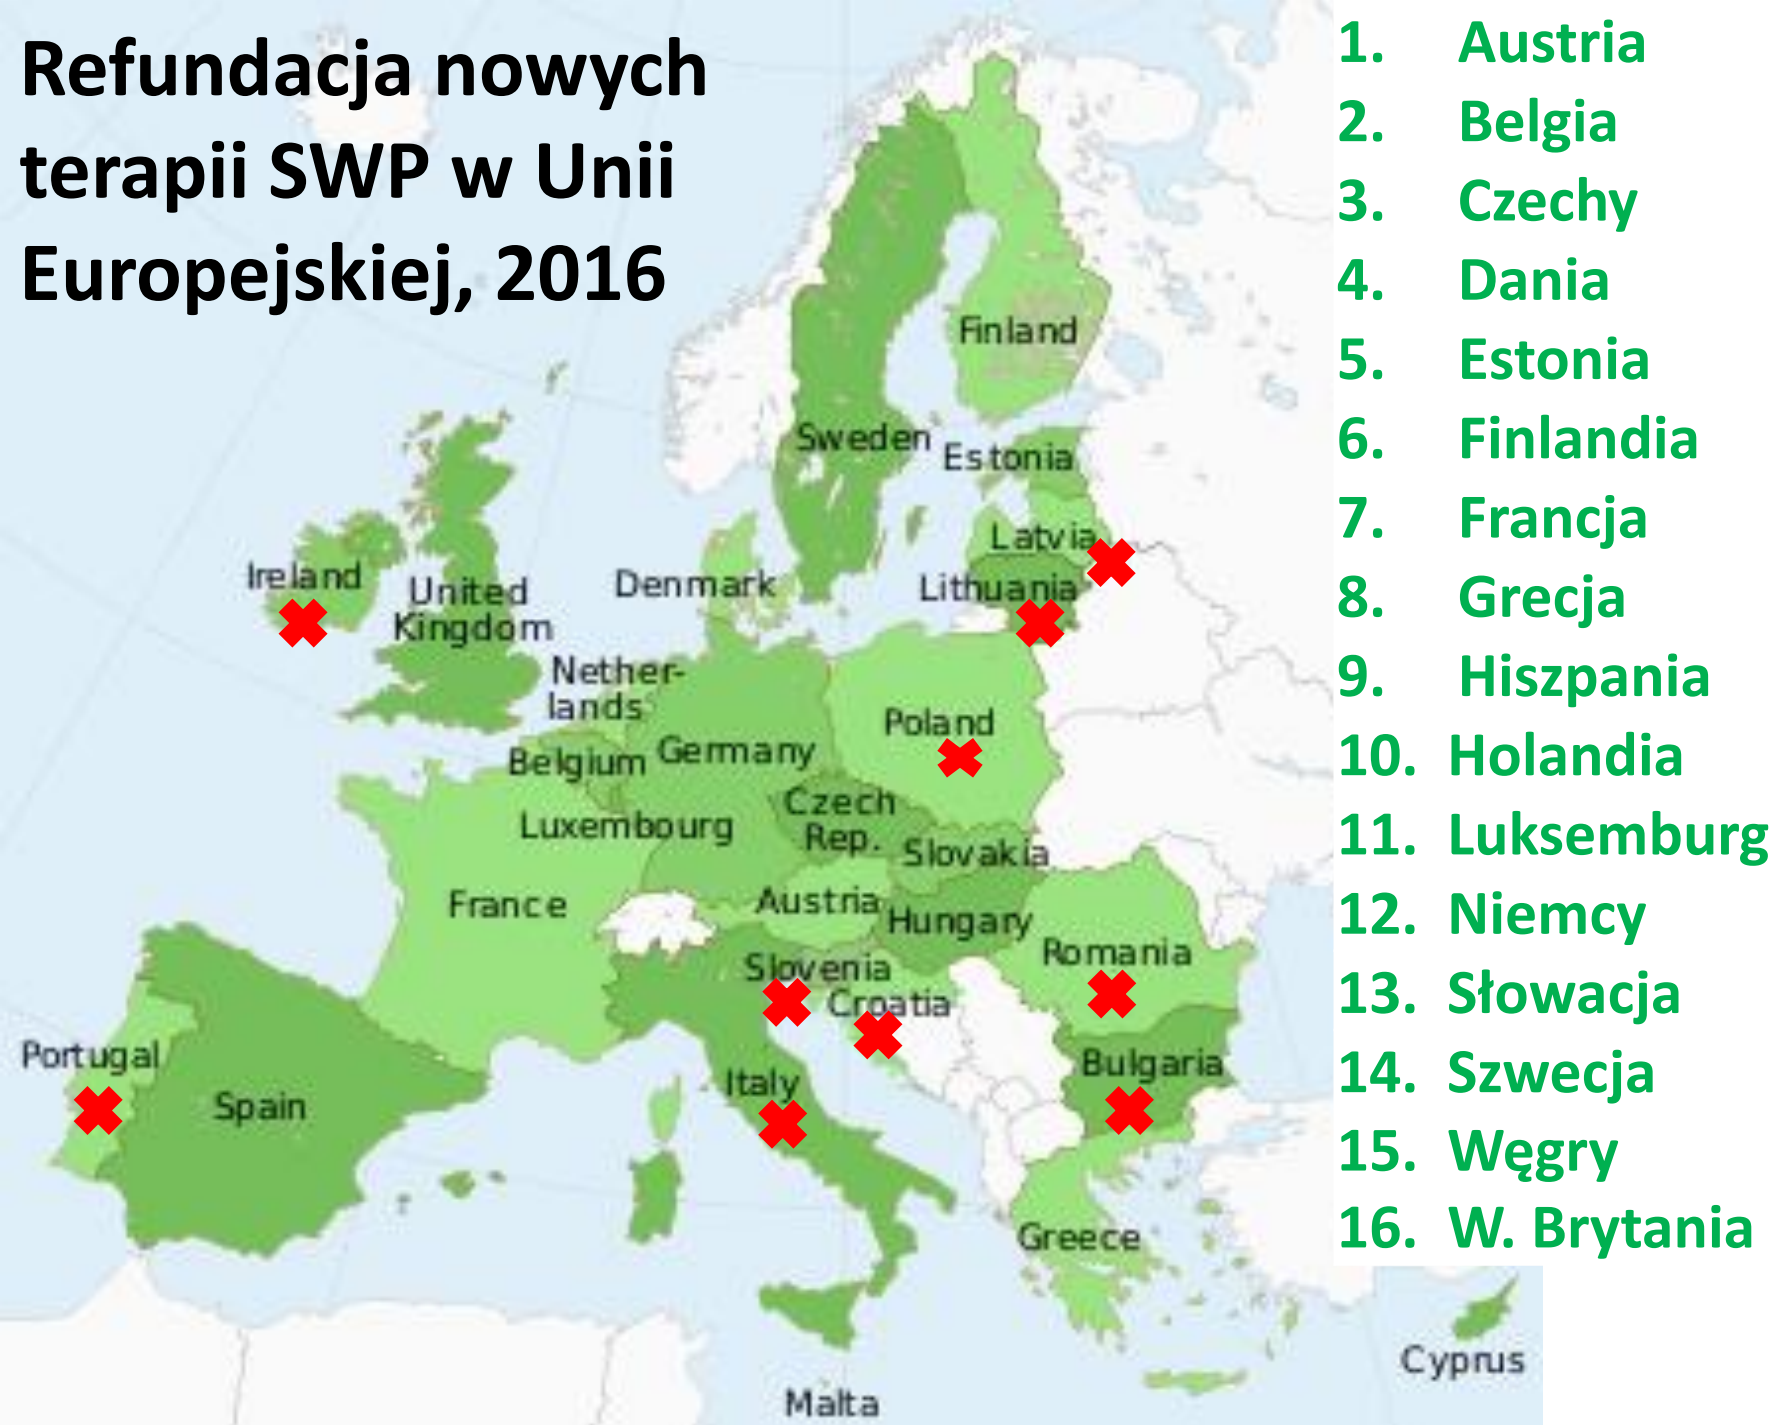 Refundacja nowych
terapii SWP w Unii
Europejskiej, 2016
1. Austria
2. Belgia
3. Czechy
4. Dania
5. Estonia
6. Finlandia
7. Francja
8. Grecja
9. Hiszpania
10. Holandia
11. Luksemburg
12. Niemcy
13. Słowacja
14. Szwecja
15. Węgry
16. W. Brytania
Finland
Sweden
Estonia
Latvia
Lithuania
Ireland
United
Kingdom
Denmark
Nether-
lands
Belgium
Germany
Poland
Luxembourg
Czech
Rep.
Slovakia
France
Austria
Hungary
Romania
Slovenia
Croatia
Portugal
Spain
Italy
Bulgaria
Greece
Cyprus
Malta